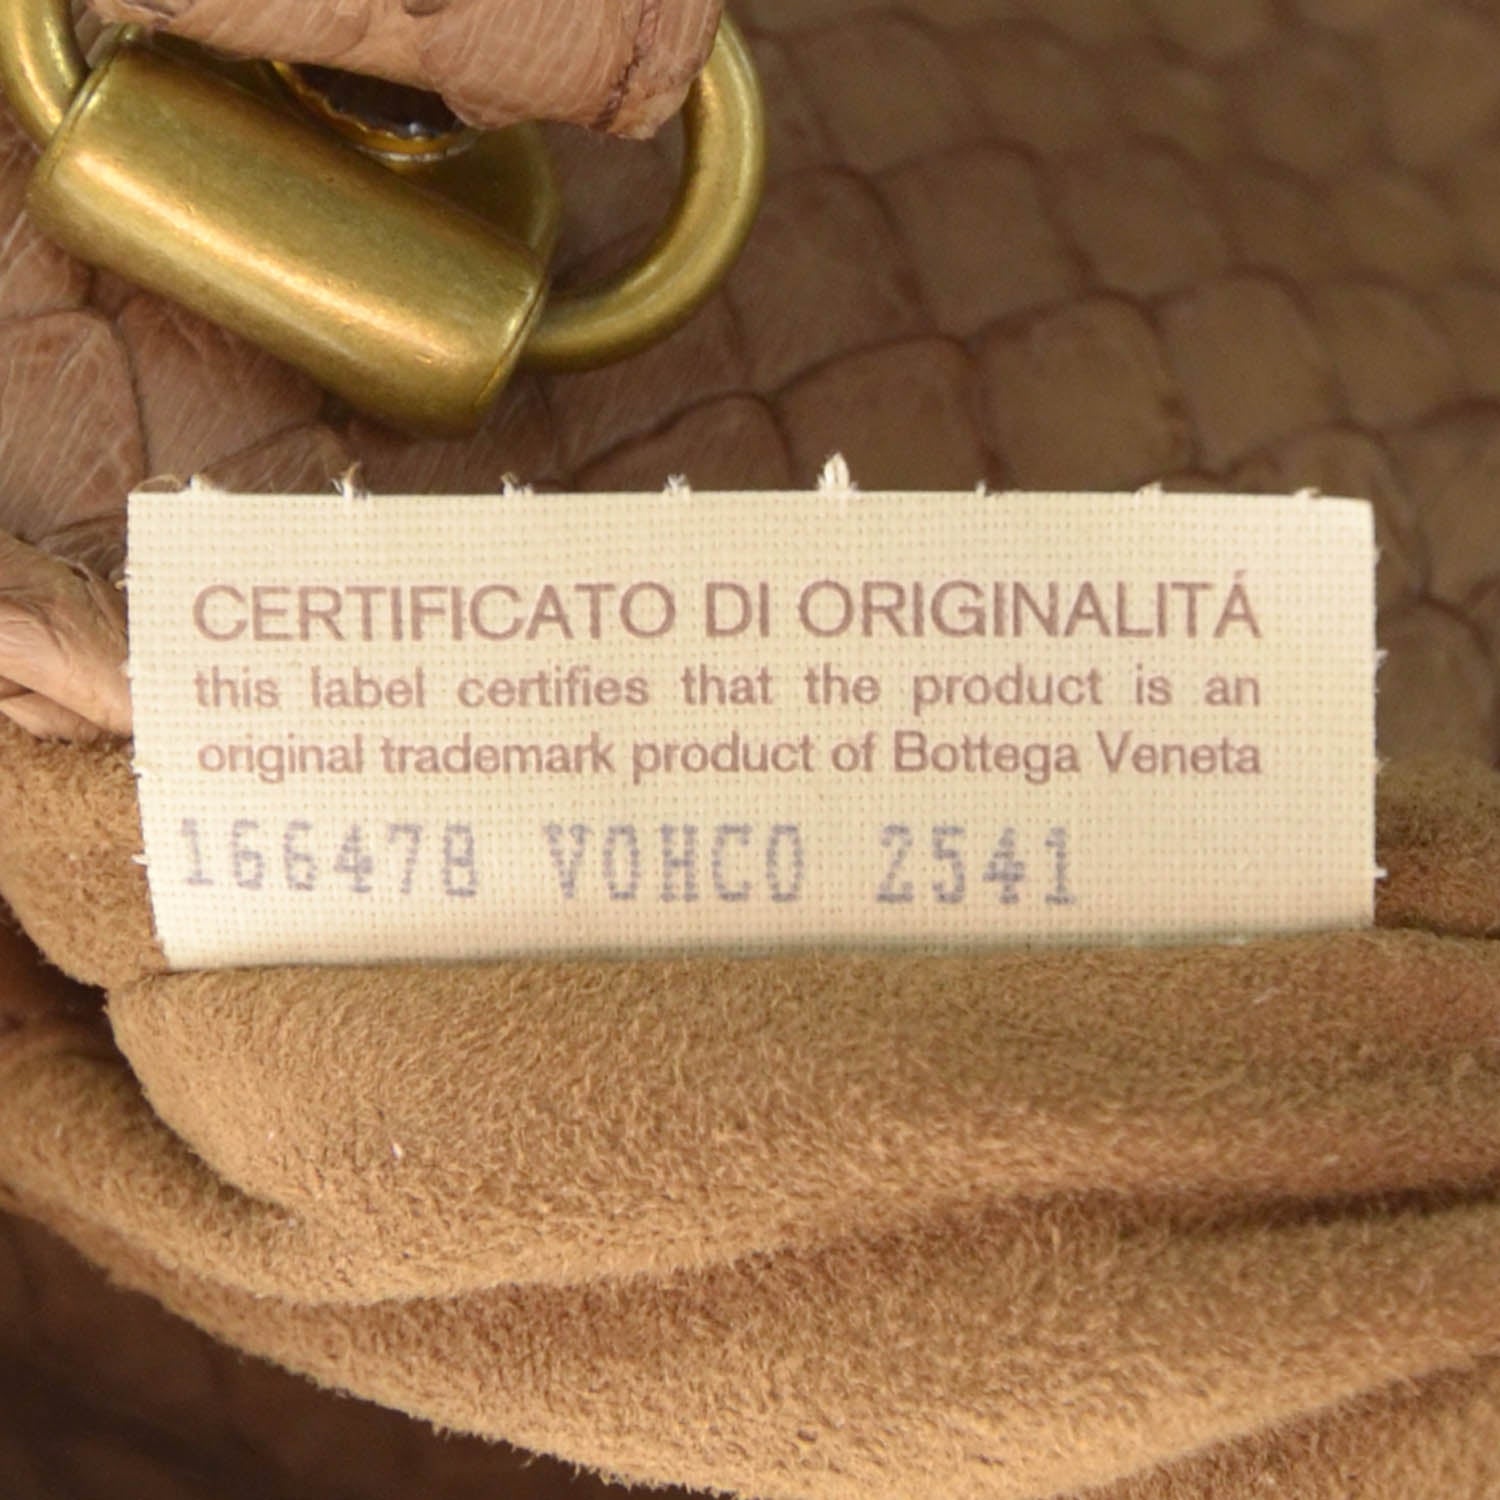 CERTIFICATO DI ORIGINALITÁ
this label certifies that the product is an
original trademark product of Bottega Veneta
166478 VOHCO 2541